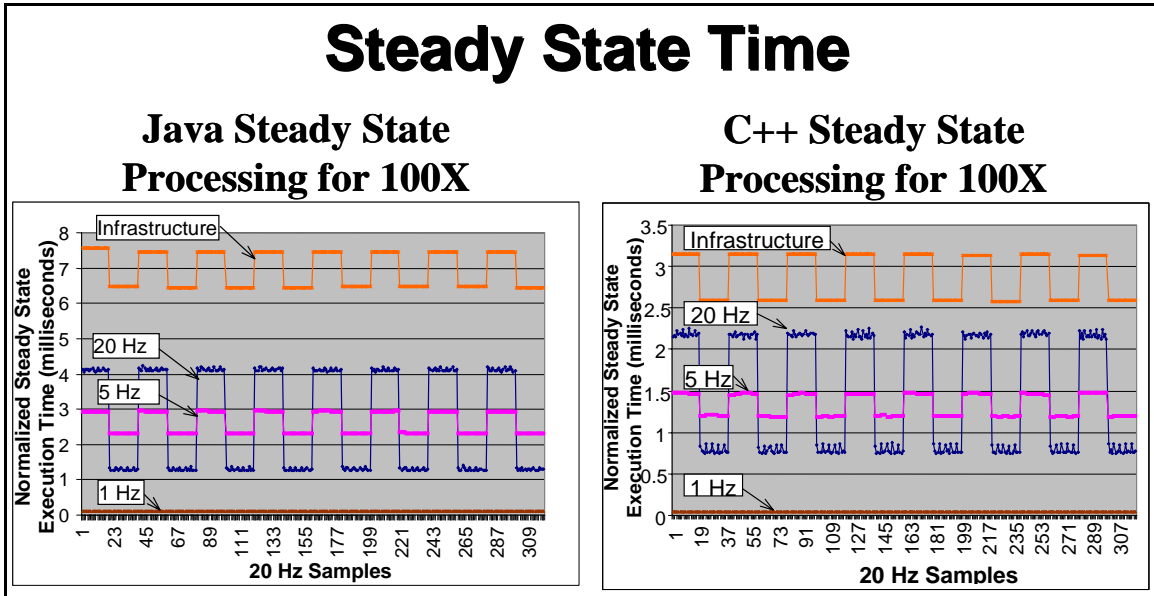 Steady State Time
Java Steady State
Processing for 100X
Normalized Steady State
Execution Time (milliseconds)
8
7
6
5
4
3
2
1
0
Infrastructure
20 Hz
5 Hz
1 Hz
1 23 45 67 89 111 133 155 177 199 221 243 265 287 309
20 Hz Samples
C++ Steady State
Processing for 100X
Normalized Steady State
Execution Time (milliseconds)
3.5
3
2.5
2
1.5
1
0.5
0
Infrastructure
20 Hz
5 Hz
1 Hz
1 19 37 55 73 91 109 127 145 163 181 199 217 235 253 271 289 307
20 Hz Samples